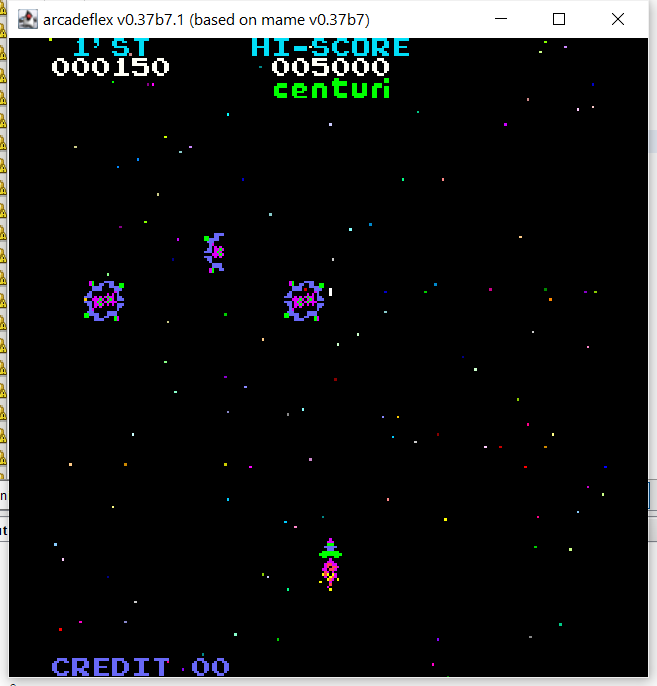 arcadeflex v0.37b7.1 (based on mame v0.37b7)
1'ST HI-SCORE
000150 005000
centuri
CREDIT 00